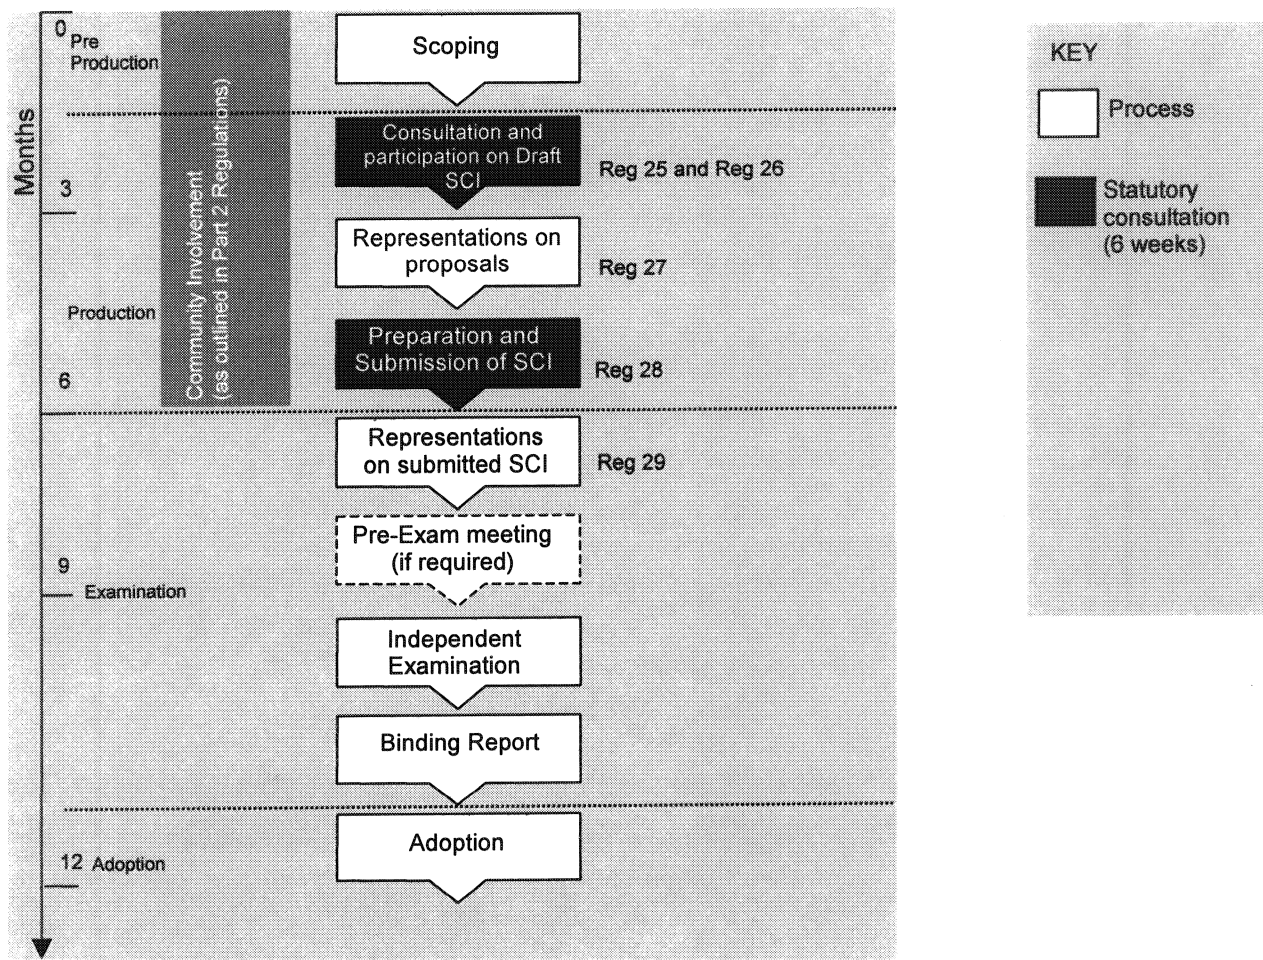 Months
0
Pre
Production
3
Production
6
9
Examination
12 Adoption
Community Involvement
(as outlined in Part 2 Regulations)
Scoping
Consultation and
participation on Draft
SCI
Reg 25 and Reg 26
Representations on
proposals
Reg 27
Preparation and
Submission of SCI
Reg 28
Representations
on submitted SCI
Reg 29
Pre-Exam meeting
(if required)
Independent
Examination
Binding Report
Adoption
KEY
Process
Statutory
consultation
(6 weeks)